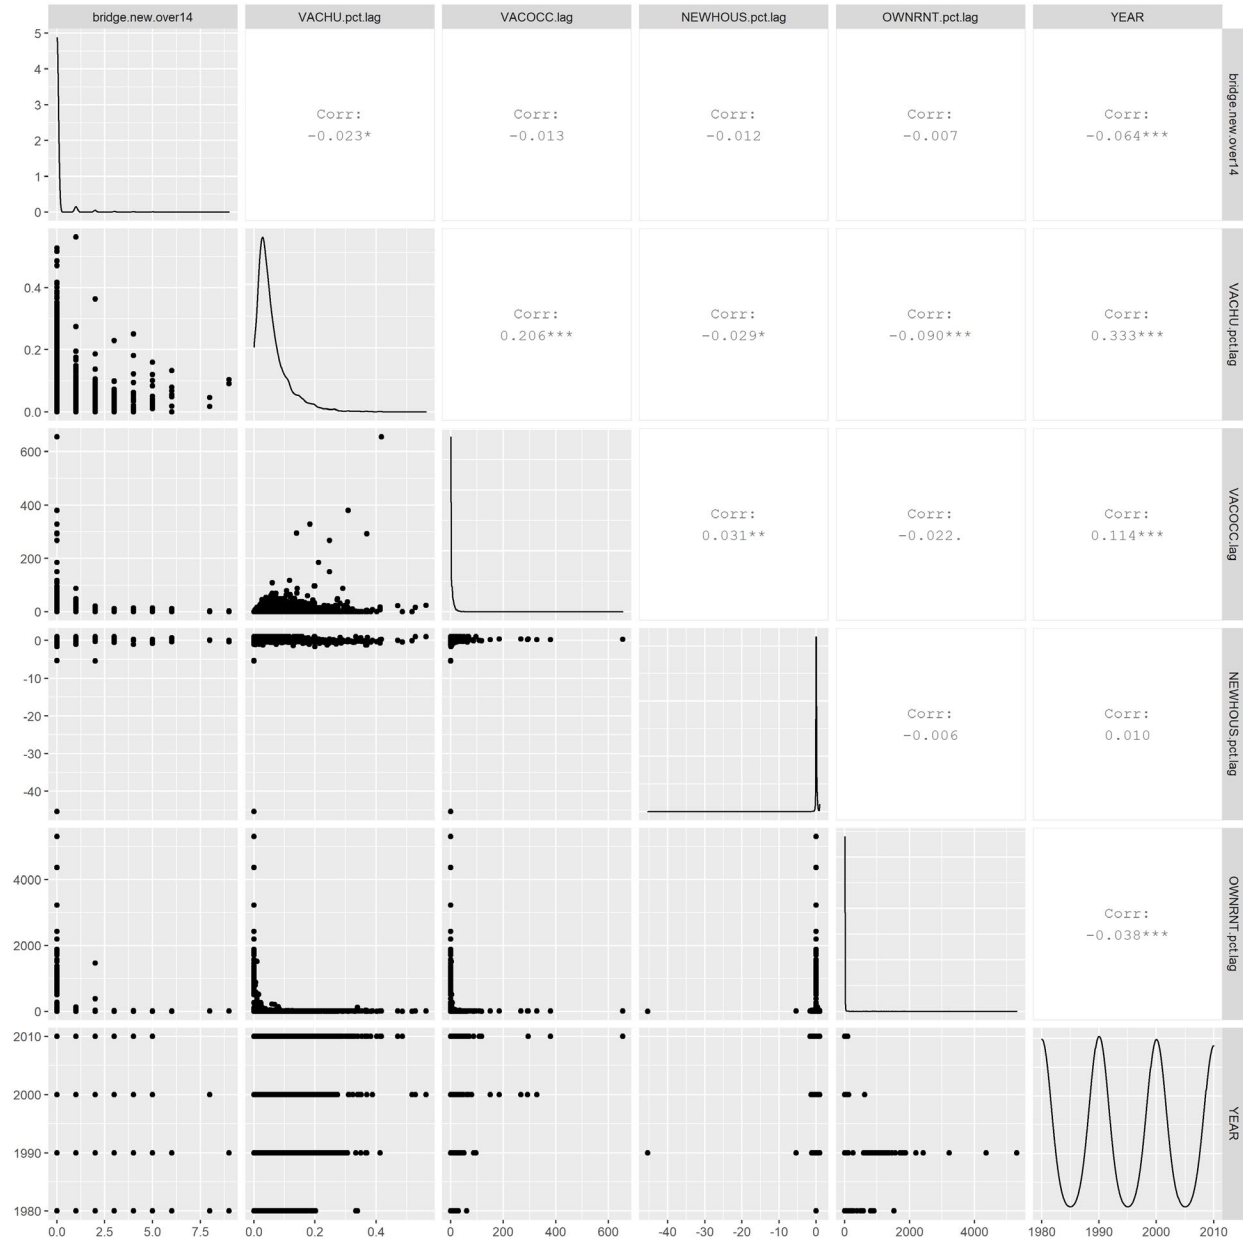 bridge.new.over14 VACHU.pct.lag VACOCC.lag NEWHOUS.pct.lag OWNRNT.pct.lag YEAR
5
4
3
2
1
0
Corr:
-0.023*
Corr:
-0.013
Corr:
-0.012
Corr:
-0.007
Corr:
-0.064***
bridge.new.over14
0.4
0.2
0.0
Corr:
0.206***
Corr:
-0.029*
Corr:
-0.090***
Corr:
0.333***
VACHU.pct.lag
600
400
200
0
Corr:
0.031**
Corr:
-0.022.
Corr:
0.114***
VACOCC.lag
0
-10
-20
-30
-40
Corr:
-0.006
Corr:
0.010
NEWHOUS.pct.lag
4000
2000
0
Corr:
-0.038***
OWNRNT.pct.lag
2010
2000
1990
1980
YEAR
0.0 2.5 5.0 7.5 0.0 0.2 0.4 0 200 400 600 -40 -30 -20 -10 0 0 2000 4000 1980 1990 2000 2010